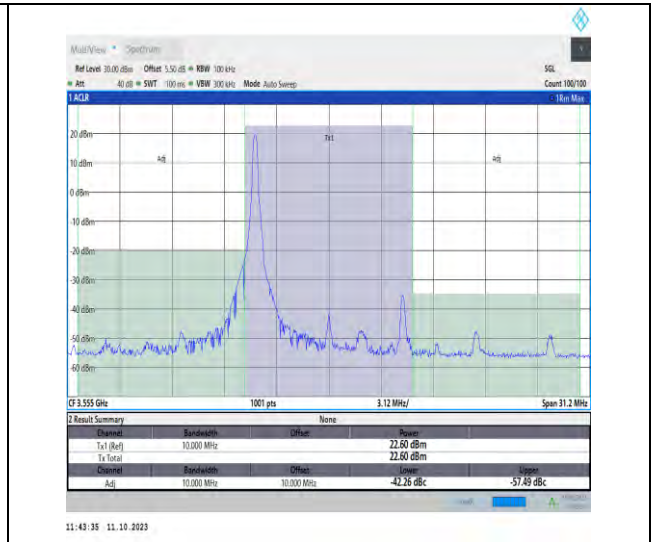 MultiView Spectrum
1
Ref Level 30.00 dBm Offset 5.50 dB RBW 100 kHz SGL
Att 40 dB SWT 100 ms VBW 300 kHz Mode Auto Sweep Count 100/100
1 ACLR 1Rm Max
Tx1
20 dBm
Adj Adj
10 dBm
0 dBm
-10 dBm
-20 dBm
-30 dBm
-40 dBm
-50 dBm
-60 dBm
CF 3.555 GHz 1001 pts 3.12 MHz/ Span 31.2 MHz
2 Result Summary None
Channel Bandwidth Offset Power
Tx1 (Ref) 10.000 MHz 22.60 dBm
Tx Total 22.60 dBm
Channel Bandwidth Offset Lower Upper
Adj 10.000 MHz 10.000 MHz -42.26 dBc -57.49 dBc
11:43:35 11.10.2023